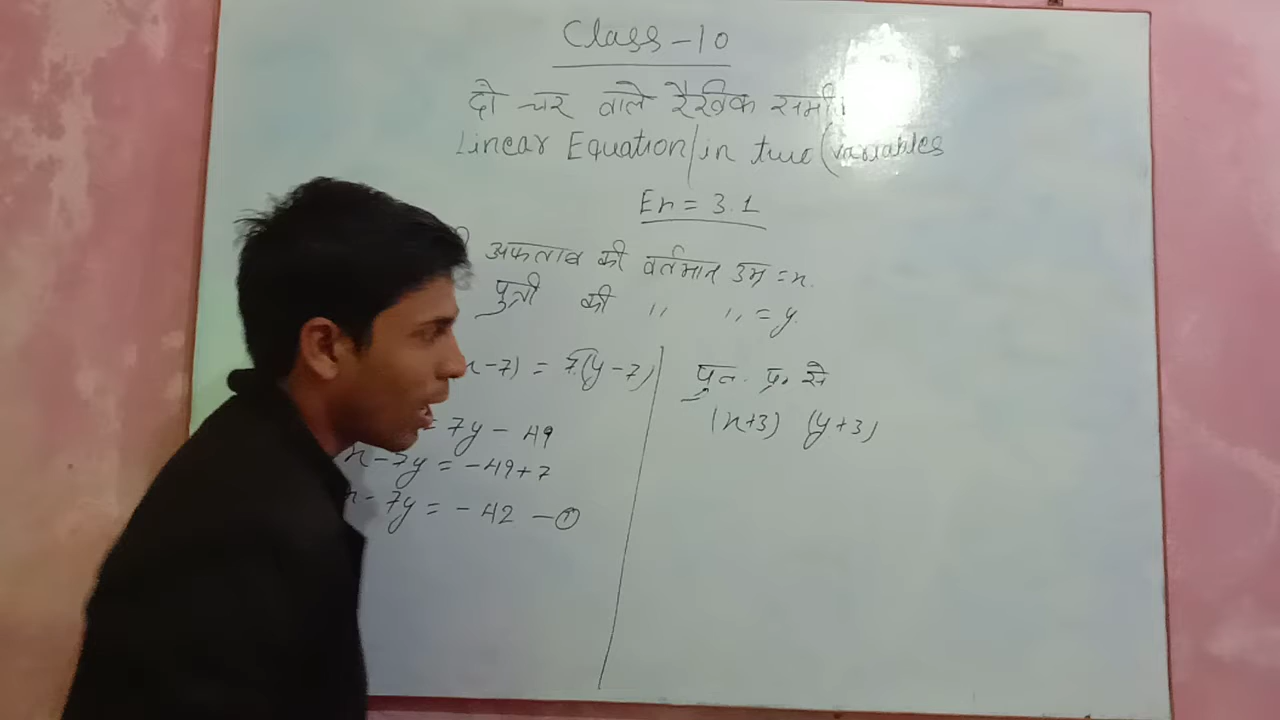 Class-10
दो चर वाले रैखिक समी.
Linear Equation/in two (variables
Ex = 3.1
अफताब की वर्तमान उम्र = x.
पुत्री की ,, ,, = y.
x-7) = 7(y-7)
= 7y - 49
x-7y = -49+7
x-7y = -42 -①
पुन. प्र. से
(x+3) (y+3)